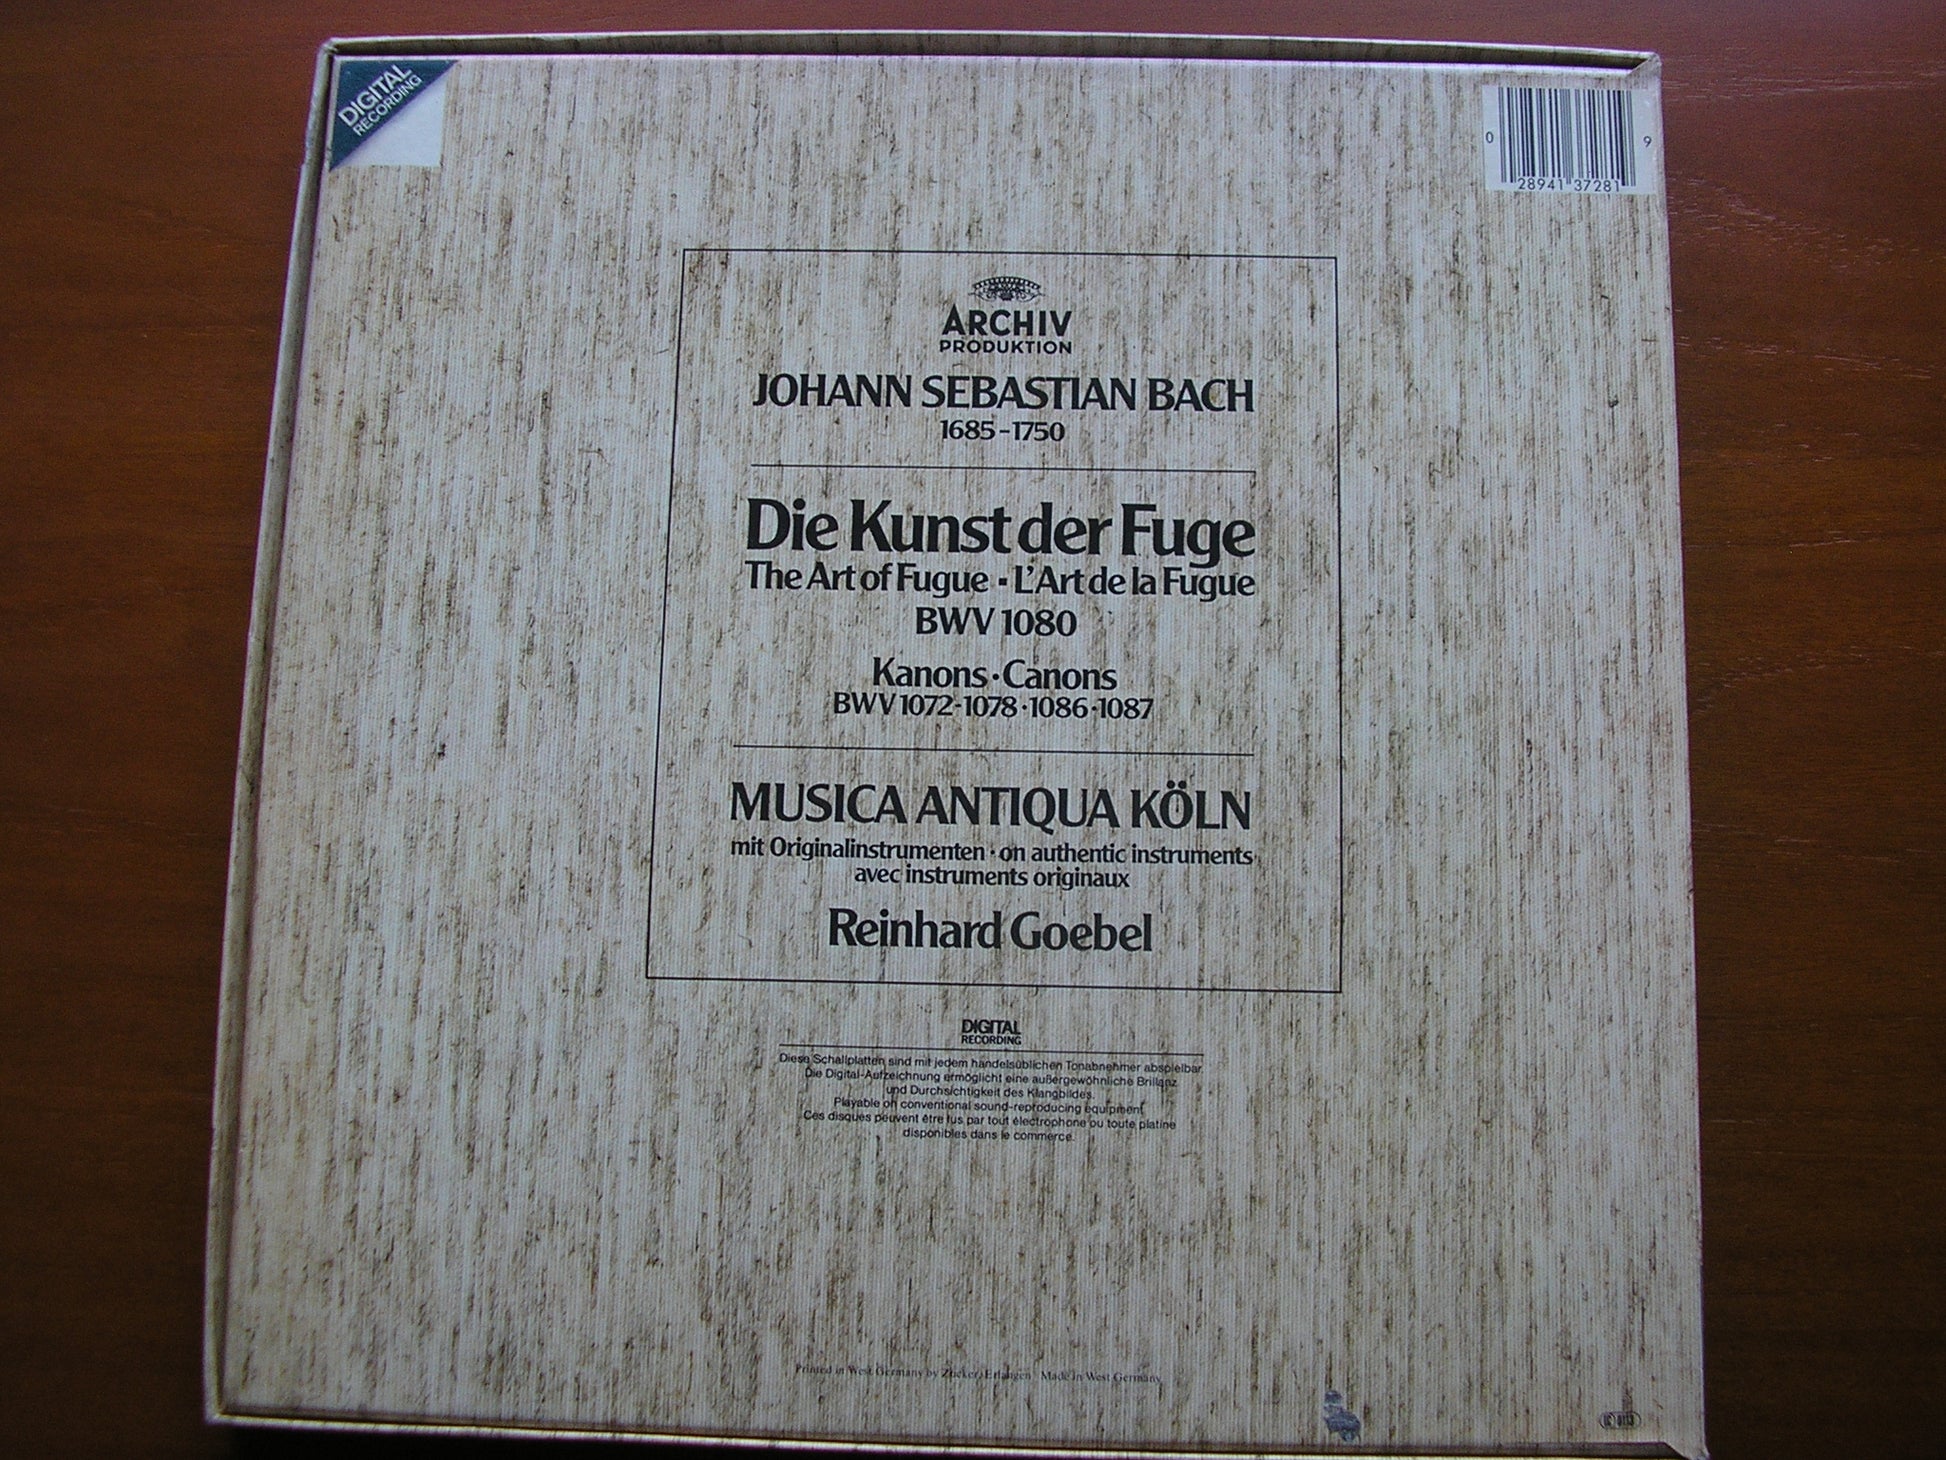 DIGITAL
RECORDING
0 28941 37281 9
ARCHIV
PRODUKTION
JOHANN SEBASTIAN BACH
1685-1750
Die Kunst der Fuge
The Art of Fugue ▪ L'Art de la Fugue
BWV 1080
Kanons · Canons
BWV 1072-1078 · 1086 · 1087
MUSICA ANTIQUA KÖLN
mit Originalinstrumenten · on authentic instruments
avec instruments originaux
Reinhard Goebel
DIGITAL
RECORDING
Diese Schallplatten sind mit jedem handelsüblichen Tonabnehmer abspielbar.
Die Digital-Aufzeichnung ermöglicht eine außergewöhnliche Brillanz
und Durchsichtigkeit des Klangbildes.
Playable on conventional sound-reproducing equipment
Ces disques peuvent être lus par tout électrophone ou toute platine
disponibles dans le commerce.
Printed in West Germany by Zücker, Erlangen Made in West Germany
LC 0113